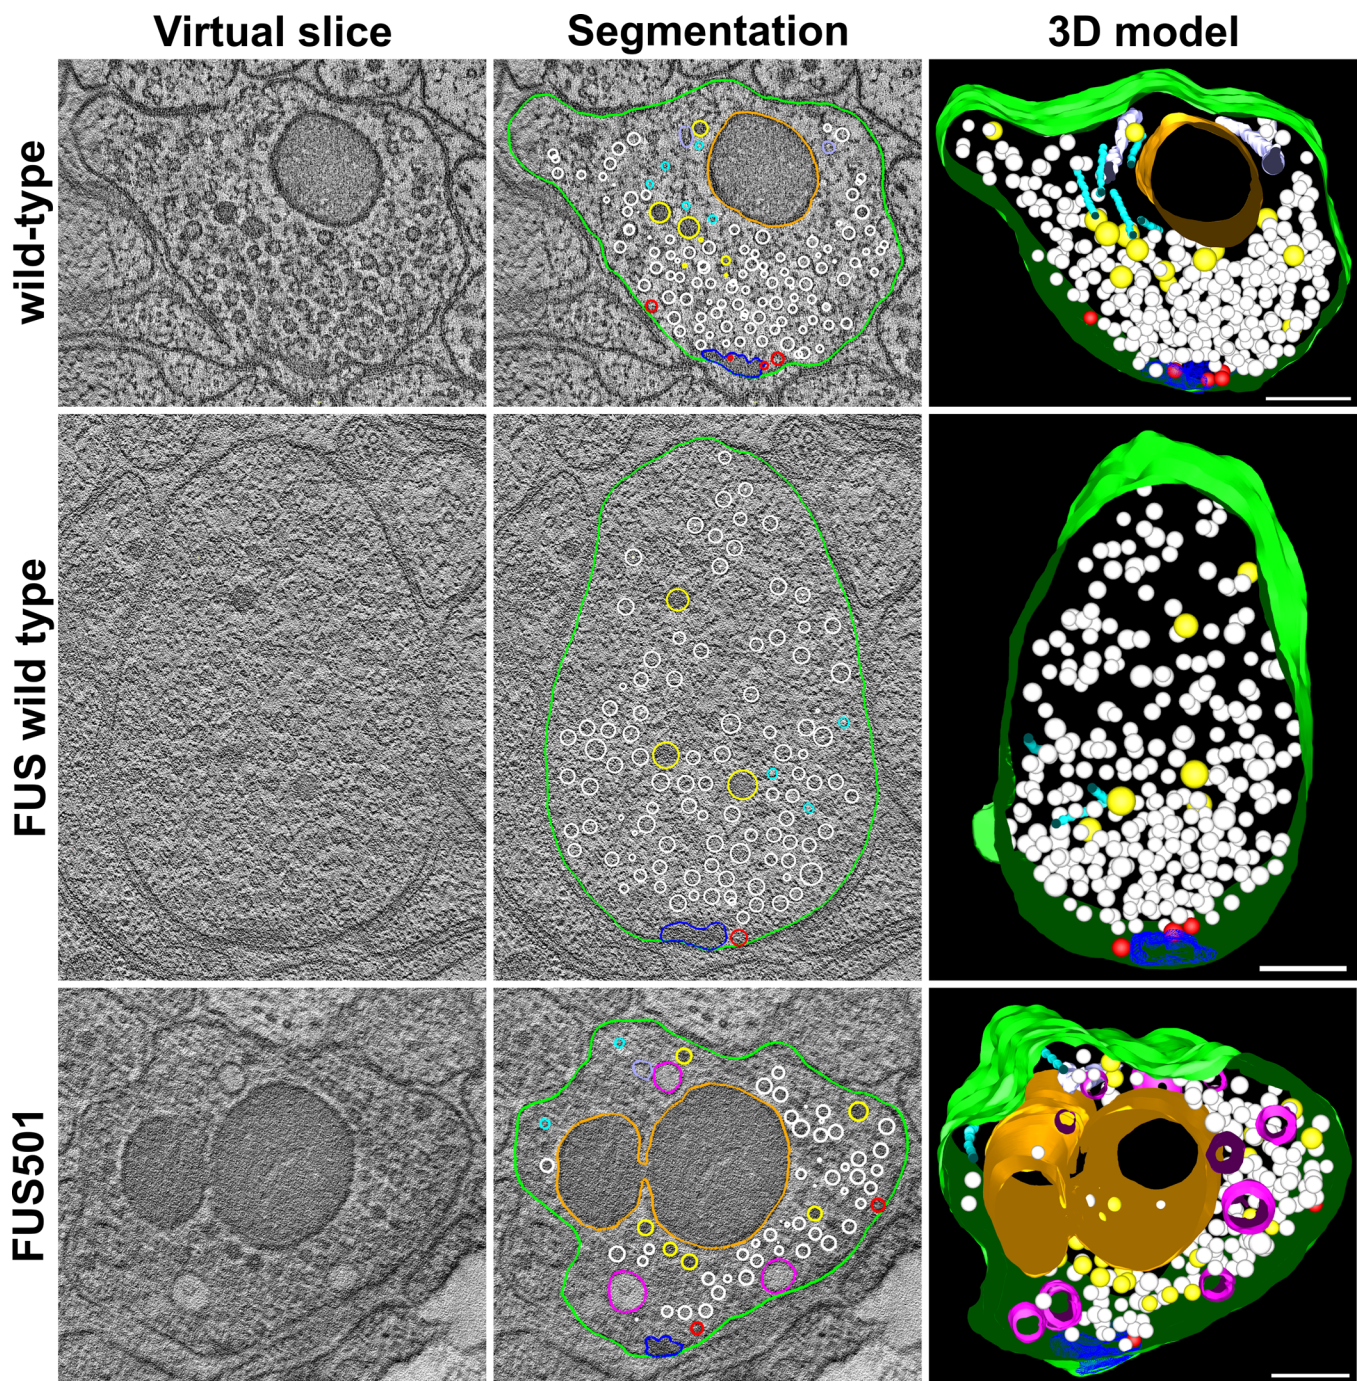 Virtual slice
Segmentation
3D model
wild-type
FUS wild type
FUS501